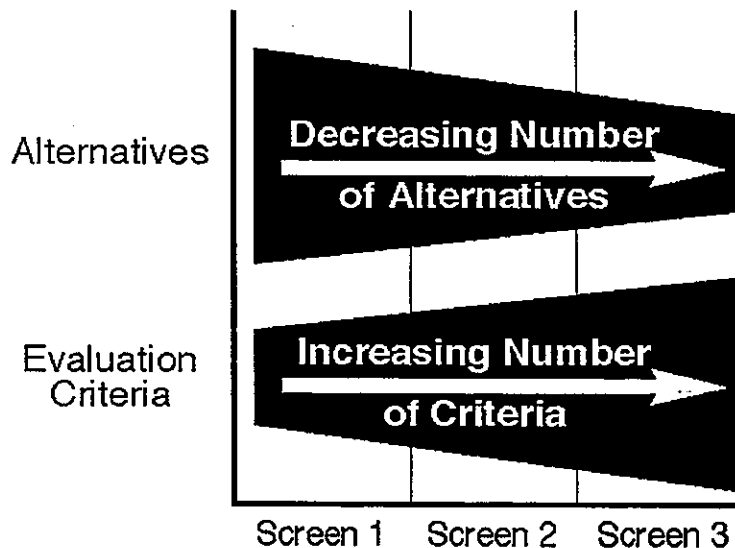 Alternatives
Decreasing Number
of Alternatives
Evaluation
Criteria
Increasing Number
of Criteria
Screen 1
Screen 2
Screen 3